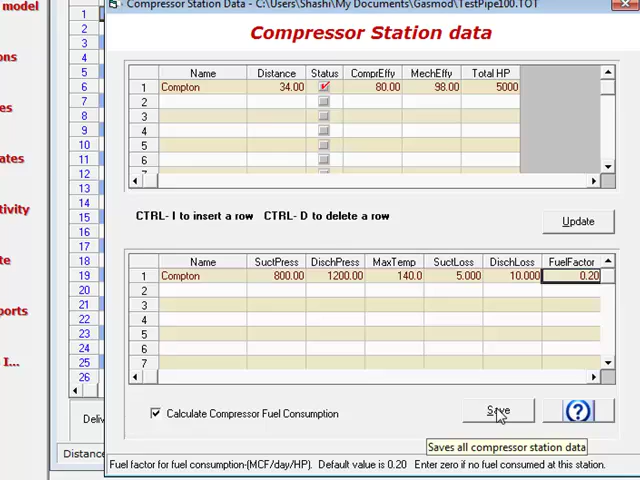 Compressor Station Data - C:\Users\Shashi\My Documents\Gasmod\TestPipe100.TOT
model
Compressor Station data
Name Distance Status ComprEffy MechEffy Total HP
1 Compton 34.00 80.00 98.00 5000
2
3
4
5
6
7
CTRL- I to insert a row CTRL- D to delete a row
Update
Name SuctPress DischPress MaxTemp SuctLoss DischLoss FuelFactor
1 Compton 800.00 1200.00 140.0 5.000 10.000 0.20
2
3
4
5
6
7
Calculate Compressor Fuel Consumption
Save
?
Saves all compressor station data
Fuel factor for fuel consumption-(MCF/day/HP). Default value is 0.20 Enter zero if no fuel consumed at this station.
1
2
3
4
5
6
7
8
9
10
11
12
13
14
15
16
17
18
19
20
21
22
23
24
25
26
ons
es
ates
tivity
te
ports
I...
Deliv
Distance